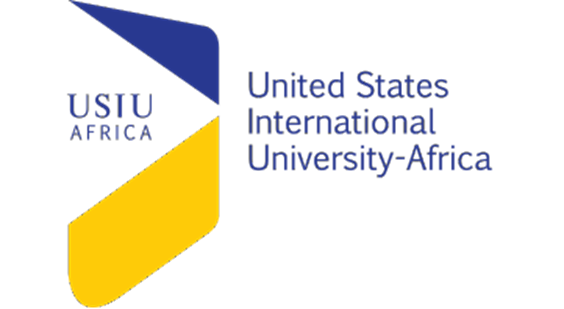 USIU
AFRICA
United States
International
University-Africa